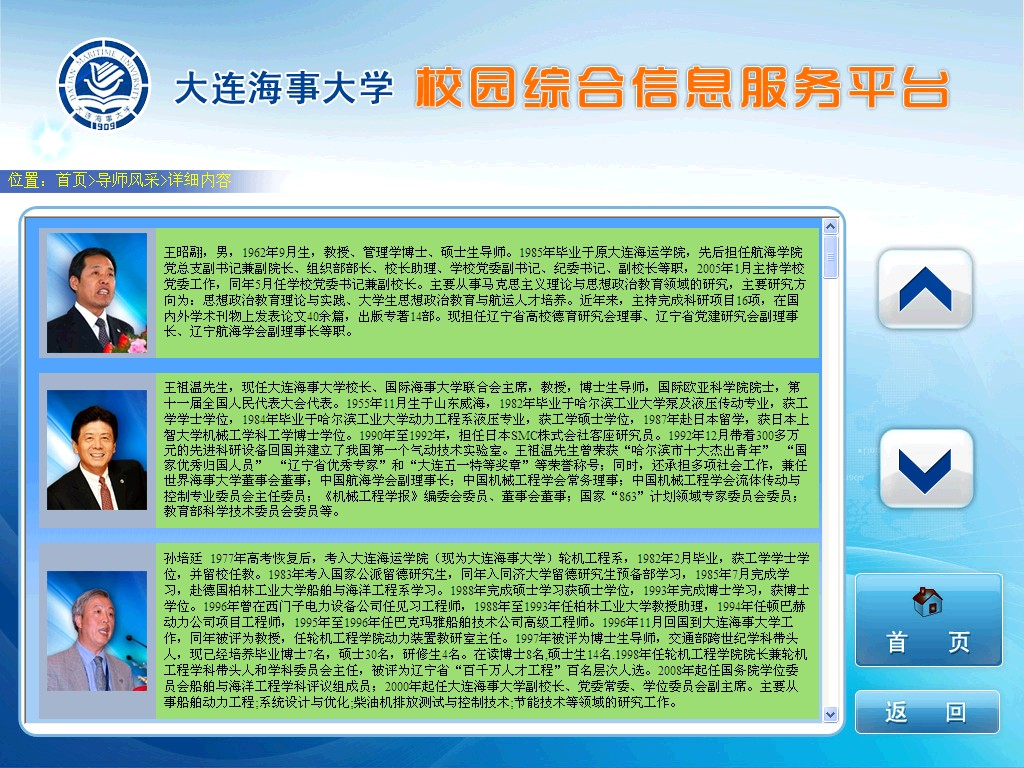 DALIAN MARITIME UNIVERSITY
大连海事大学
1909
大连海事大学 校园综合信息服务平台
位置：首页>导师风采>详细内容
王昭翮，男，1962年9月生，教授、管理学博士、硕士生导师。1985年毕业于原大连海运学院，先后担任航海学院
党总支副书记兼副院长、组织部部长、校长助理、学校党委副书记、纪委书记、副校长等职，2005年1月主持学校
党委工作，同年5月任学校党委书记兼副校长。主要从事马克思主义理论与思想政治教育领域的研究，主要研究方
向为：思想政治教育理论与实践、大学生思想政治教育与航运人才培养。近年来，主持完成科研项目16项，在国
内外学术刊物上发表论文40余篇，出版专著14部。现担任辽宁省高校德育研究会理事、辽宁省党建研究会副理事
长、辽宁航海学会副理事长等职。
王祖温先生，现任大连海事大学校长、国际海事大学联合会主席，教授，博士生导师，国际欧亚科学院院士，第
十一届全国人民代表大会代表。1955年11月生于山东威海，1982年毕业于哈尔滨工业大学泵及液压传动专业，获工
学学士学位，1984年毕业于哈尔滨工业大学动力工程系液压专业，获工学硕士学位，1987年赴日本留学，获日本上
智大学机械工学科工学博士学位。1990年至1992年，担任日本SMC株式会社客座研究员。1992年12月带着300多万
元的先进科研设备回国并建立了我国第一个气动技术实验室。王祖温先生曾荣获“哈尔滨市十大杰出青年” “国
家优秀归国人员” “辽宁省优秀专家”和“大连五一特等奖章”等荣誉称号；同时，还承担多项社会工作，兼任
世界海事大学董事会董事；中国航海学会副理事长；中国机械工程学会常务理事；中国机械工程学会流体传动与
控制专业委员会主任委员；《机械工程学报》编委会委员、董事会董事；国家“863”计划领域专家委员会委员；
教育部科学技术委员会委员等。
孙培廷 1977年高考恢复后，考入大连海运学院（现为大连海事大学）轮机工程系，1982年2月毕业，获工学学士学
位，并留校任教。1983年考入国家公派留德研究生，同年入同济大学留德研究生预备部学习，1985年7月完成学
习，赴德国柏林工业大学船舶与海洋工程系学习。1988年完成硕士学习获硕士学位，1993年完成博士学习，获博士
学位。1996年曾在西门子电力设备公司任见习工程师，1988年至1993年任柏林工业大学教授助理，1994年任顿巴赫
动力公司项目工程师，1995年至1996年任巴克玛雅船舶技术公司高级工程师。1996年11月回国到大连海事大学工
作，同年被评为教授，任轮机工程学院动力装置教研室主任。1997年被评为博士生导师，交通部跨世纪学科带头
人，现已经培养毕业博士7名，硕士30名，研修生4名。在读博士8名,硕士生14名.1998年任轮机工程学院院长兼轮机
工程学科带头人和学科委员会主任，被评为辽宁省“百千万人才工程”百名层次人选。2008年起任国务院学位委
员会船舶与海洋工程学科评议组成员；2000年起任大连海事大学副校长、党委常委、学位委员会副主席。主要从
事船舶动力工程;系统设计与优化;柴油机排放测试与控制技术;节能技术等领域的研究工作。
首 页
返 回